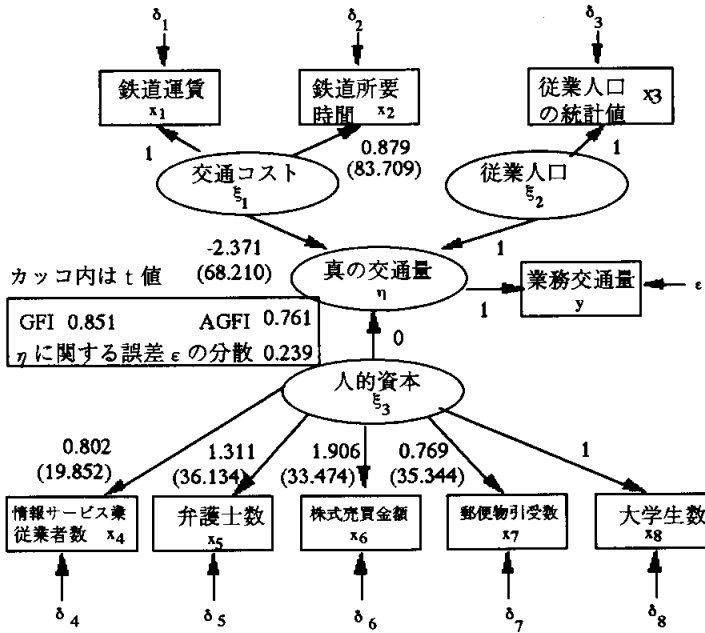 δ1 δ2 δ3
鉄道運賃
x1
鉄道所要
時間 x2
従業人口
の統計値 x3
1
0.879
(83.709)
1
交通コスト
ξ1
従業人口
ξ2
-2.371
(68.210)
1
カッコ内は t 値
真の交通量
η
1
業務交通量
y
ε
GFI 0.851 AGFI 0.761
ηに関する誤差εの分散 0.239
0
人的資本
ξ3
0.802
(19.852)
1.311
(36.134)
1.906
(33.474)
0.769
(35.344)
1
情報サービス業
従業者数 x4
弁護士数
x5
株式売買金額
x6
郵便物引受数
x7
大学生数
x8
δ4 δ5 δ6 δ7 δ8